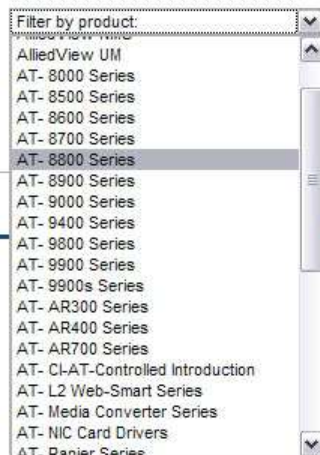 Filter by product:
AlliedView UM
AT- 8000 Series
AT- 8500 Series
AT- 8600 Series
AT- 8700 Series
AT- 8800 Series
AT- 8900 Series
AT- 9000 Series
AT- 9400 Series
AT- 9800 Series
AT- 9900 Series
AT- 9900s Series
AT- AR300 Series
AT- AR400 Series
AT- AR700 Series
AT- CI-AT-Controlled Introduction
AT- L2 Web-Smart Series
AT- Media Converter Series
AT- NIC Card Drivers
AT- Rapier Series